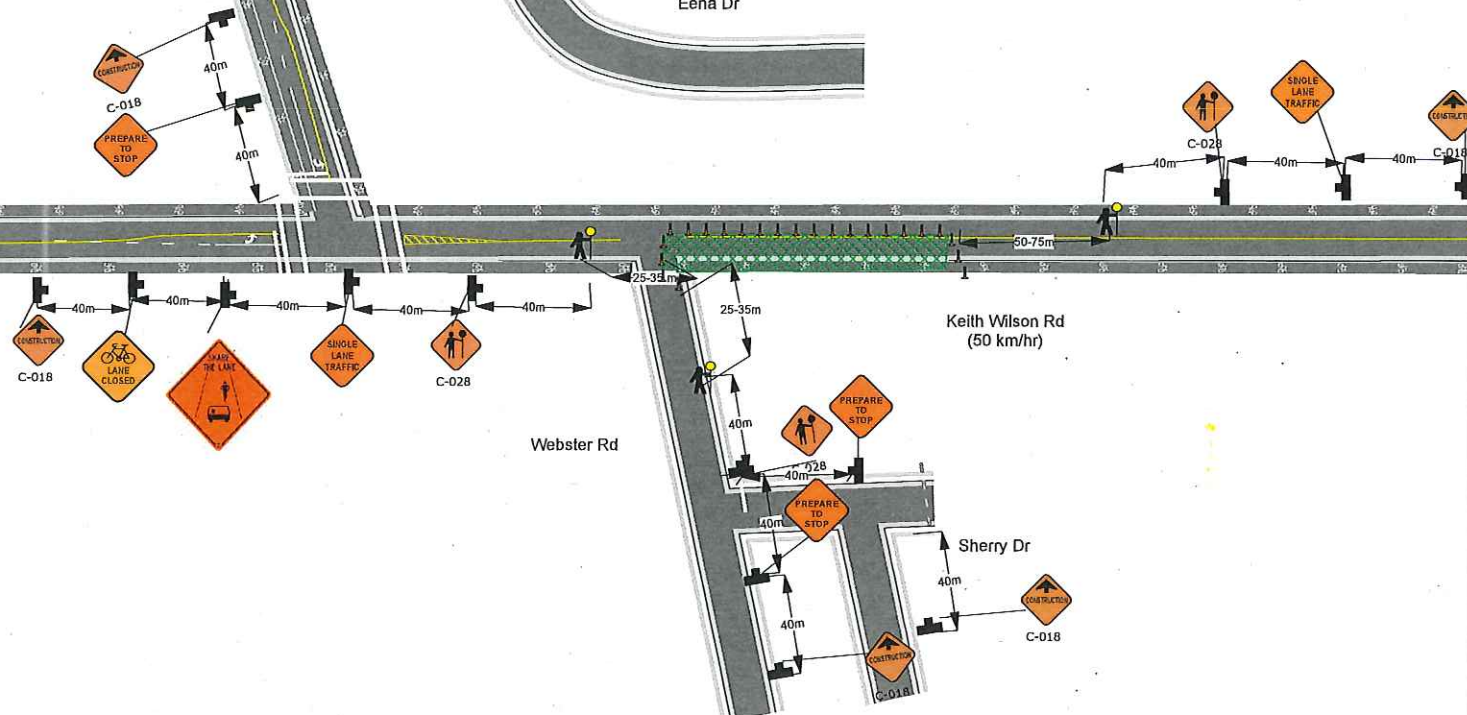 Eena Dr
CONSTRUCTION
C-018
40m
PREPARE
TO
STOP
40m
C-028
SINGLE
LANE
TRAFFIC
C-018
40m
40m
40m
50-75m
25-35m
40m
40m
40m
40m
40m
CONSTRUCTION
C-018
LANE
CLOSED
SHARE
THE LANE
SINGLE
LANE
TRAFFIC
C-028
25-35m
Keith Wilson Rd
(50 km/hr)
Webster Rd
40m
PREPARE
TO
STOP
40m
PREPARE
TO
STOP
40m
Sherry Dr
40m
40m
CONSTRUCTION
C-018
CONSTRUCTION
C-018